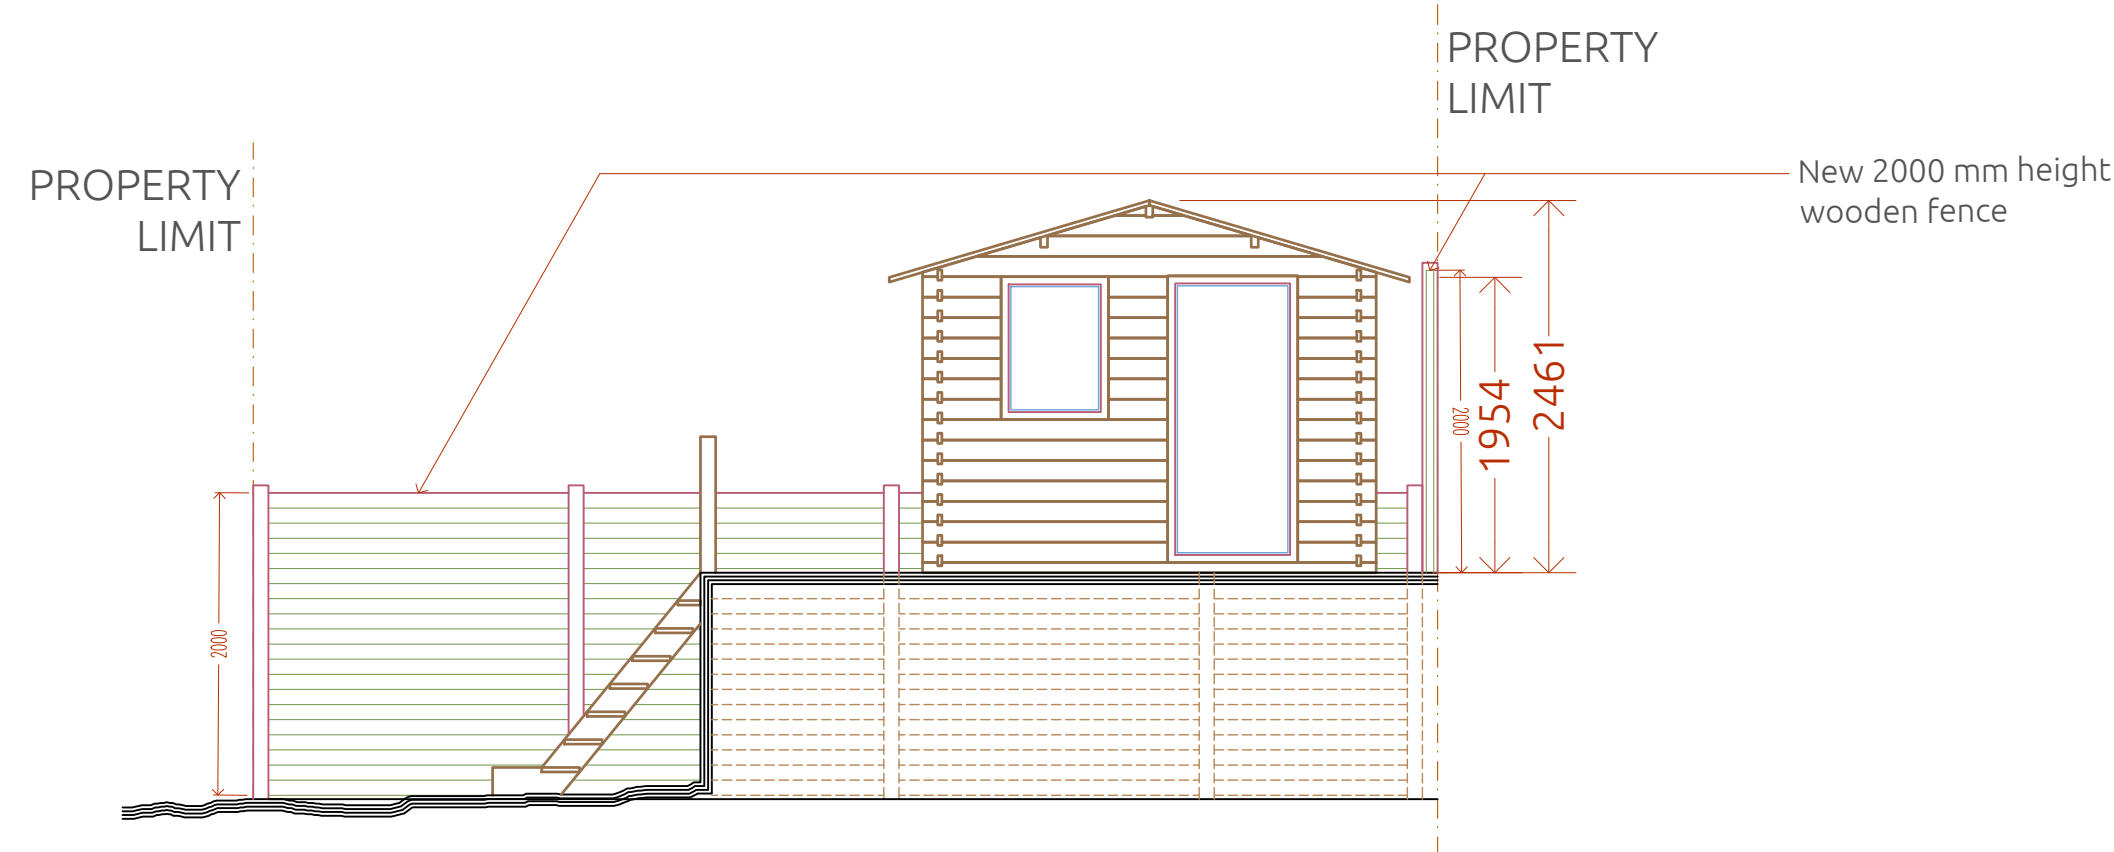 PROPERTY
LIMIT
PROPERTY
LIMIT
New 2000 mm height
wooden fence
2000
2000
1954
2461